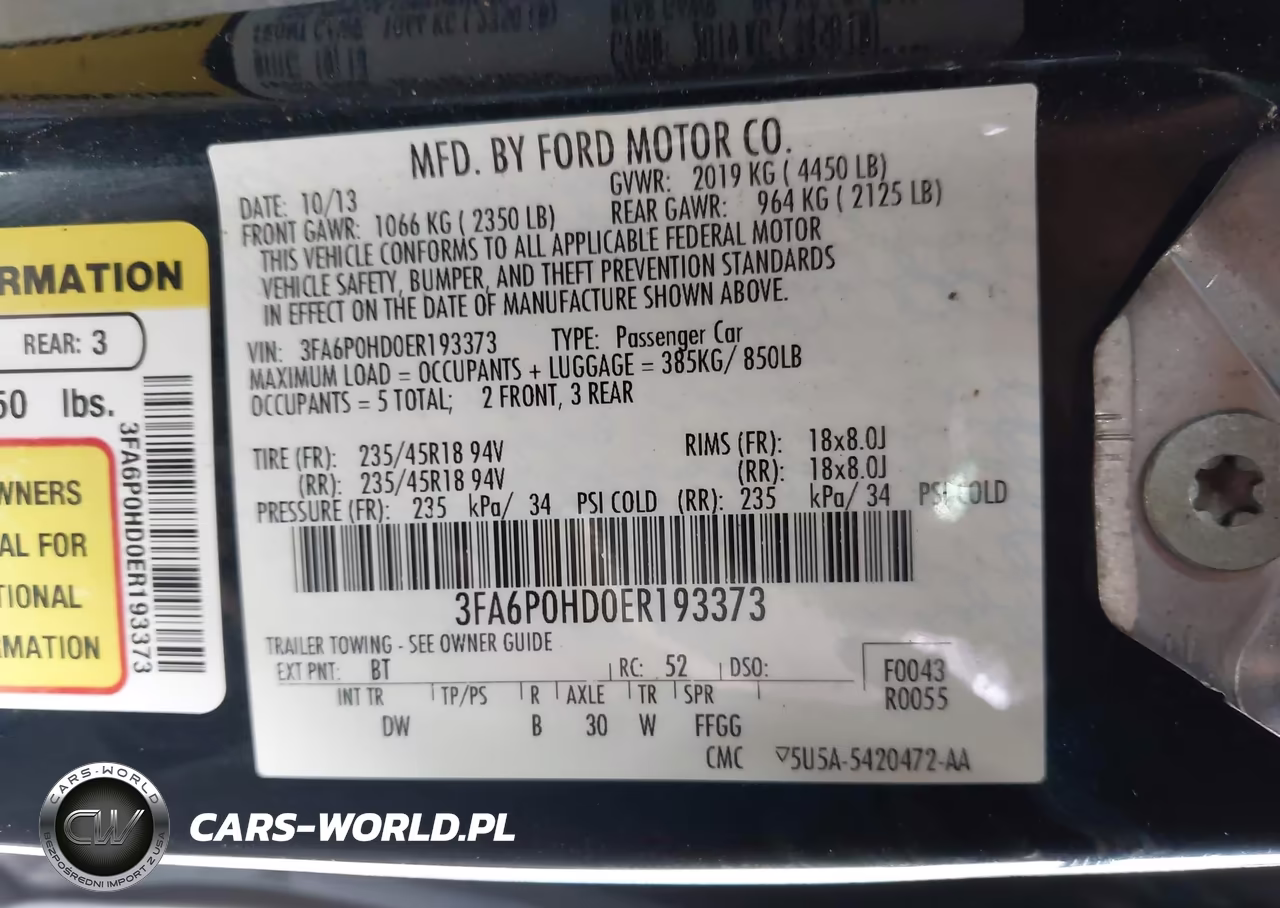 MFD. BY FORD MOTOR CO.
DATE: 10/13
GVWR: 2019 KG ( 4450 LB)
FRONT GAWR: 1066 KG ( 2350 LB)
REAR GAWR: 964 KG ( 2125 LB)
THIS VEHICLE CONFORMS TO ALL APPLICABLE FEDERAL MOTOR
VEHICLE SAFETY, BUMPER, AND THEFT PREVENTION STANDARDS
IN EFFECT ON THE DATE OF MANUFACTURE SHOWN ABOVE.
VIN: 3FA6P0HD0ER193373 TYPE: Passenger Car
MAXIMUM LOAD = OCCUPANTS + LUGGAGE = 385KG/ 850LB
OCCUPANTS = 5 TOTAL; 2 FRONT, 3 REAR
TIRE (FR): 235/45R18 94V RIMS (FR): 18x8.0J
(RR): 235/45R18 94V (RR): 18x8.0J
PRESSURE (FR): 235 kPa/ 34 PSI COLD (RR): 235 kPa/ 34 PSI COLD
3FA6P0HD0ER193373
TRAILER TOWING - SEE OWNER GUIDE
EXT PNT: BT RC: 52 DSO:
F0043
R0055
INT TR TP/PS R AXLE TR SPR
DW B 30 W FFGG
CMC ▽5U5A-5420472-AA
RMATION
REAR: 3
50 lbs.
WNERS
AL FOR
TIONAL
RMATION
3FA6P0HD0ER193373
CARS-WORLD
CW
BEZPOŚREDNI IMPORT Z USA
CARS-WORLD.PL